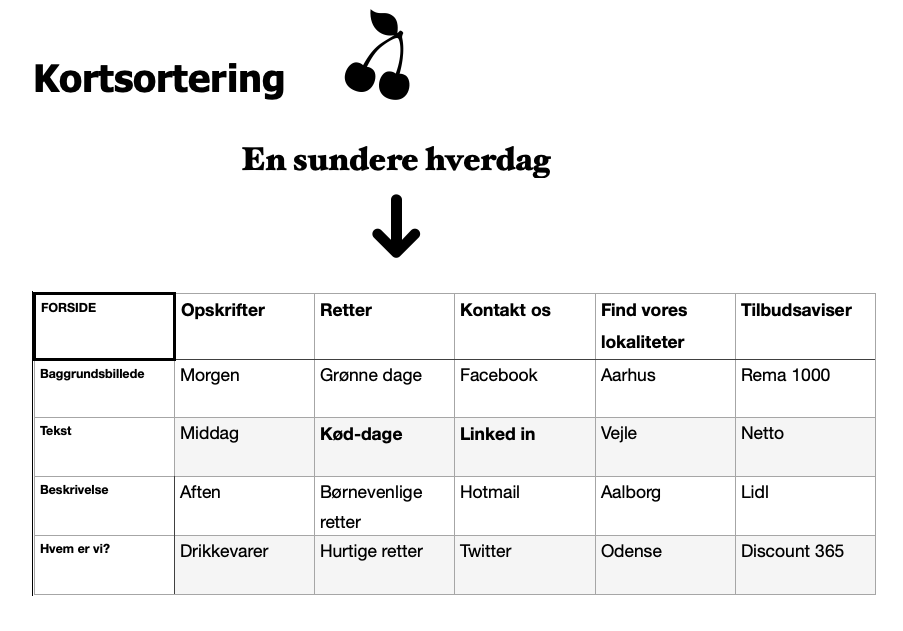 Kortsortering
En sundere hverdag
FORSIDE Opskrifter Retter Kontakt os Find vores Tilbudsaviser
lokaliteter
Baggrundsbillede Morgen Grønne dage Facebook Aarhus Rema 1000
Tekst Middag Kød-dage Linked in Vejle Netto
Beskrivelse Aften Børnevenlige Hotmail Aalborg Lidl
retter
Hvem er vi? Drikkevarer Hurtige retter Twitter Odense Discount 365